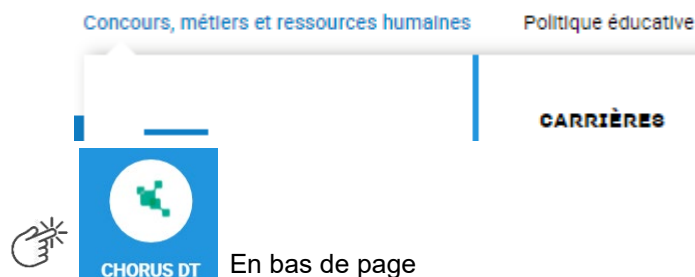 Concours, métiers et ressources humaines Politique éducative
CARRIÈRES
CHORUS DT En bas de page